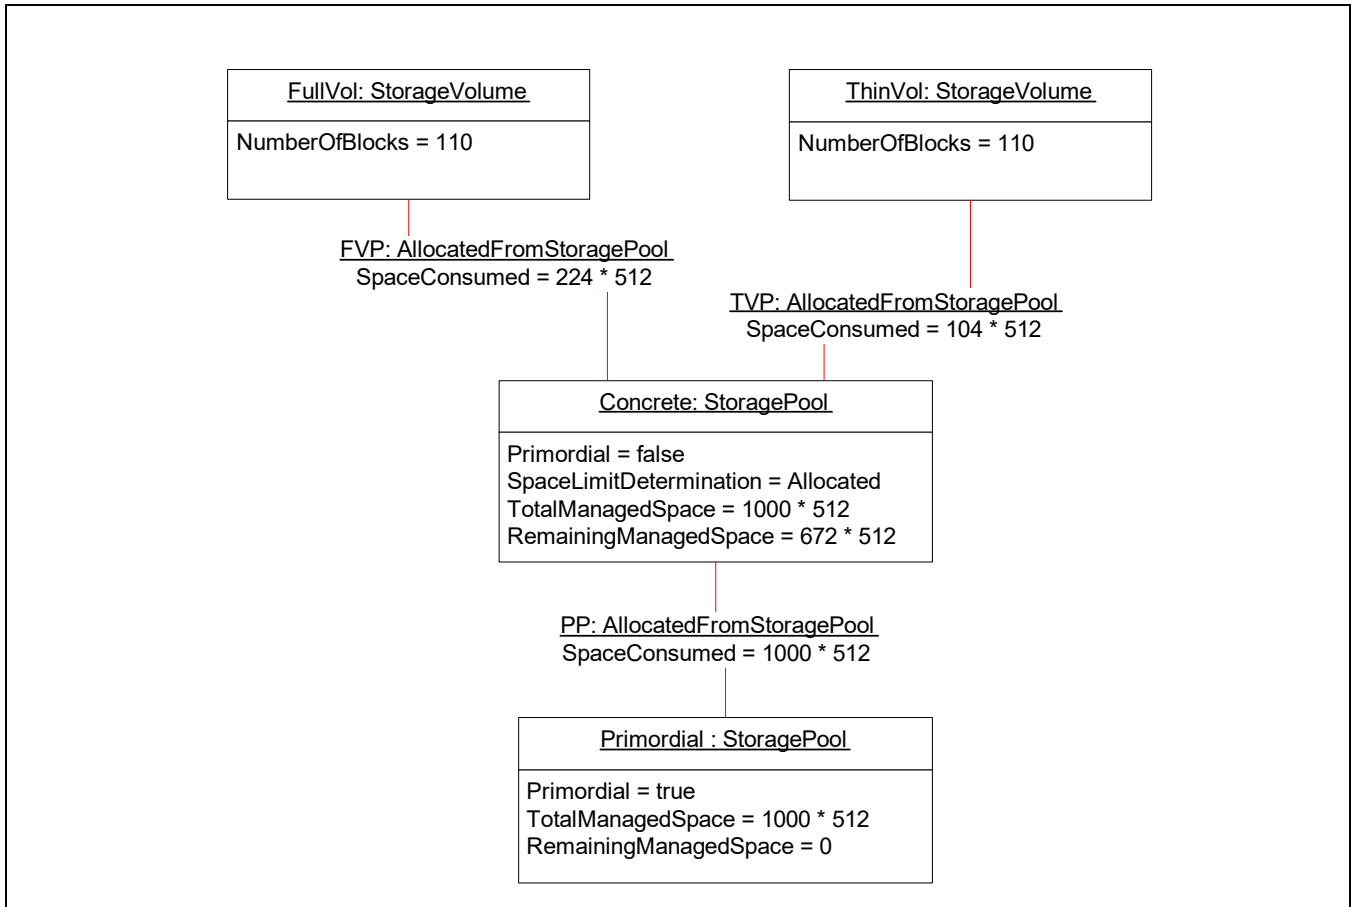 FullVol: StorageVolume
NumberOfBlocks = 110
ThinVol: StorageVolume
NumberOfBlocks = 110
FVP: AllocatedFromStoragePool
SpaceConsumed = 224 * 512
TVP: AllocatedFromStoragePool
SpaceConsumed = 104 * 512
Concrete: StoragePool
Primordial = false
SpaceLimitDetermination = Allocated
TotalManagedSpace = 1000 * 512
RemainingManagedSpace = 672 * 512
PP: AllocatedFromStoragePool
SpaceConsumed = 1000 * 512
Primordial : StoragePool
Primordial = true
TotalManagedSpace = 1000 * 512
RemainingManagedSpace = 0